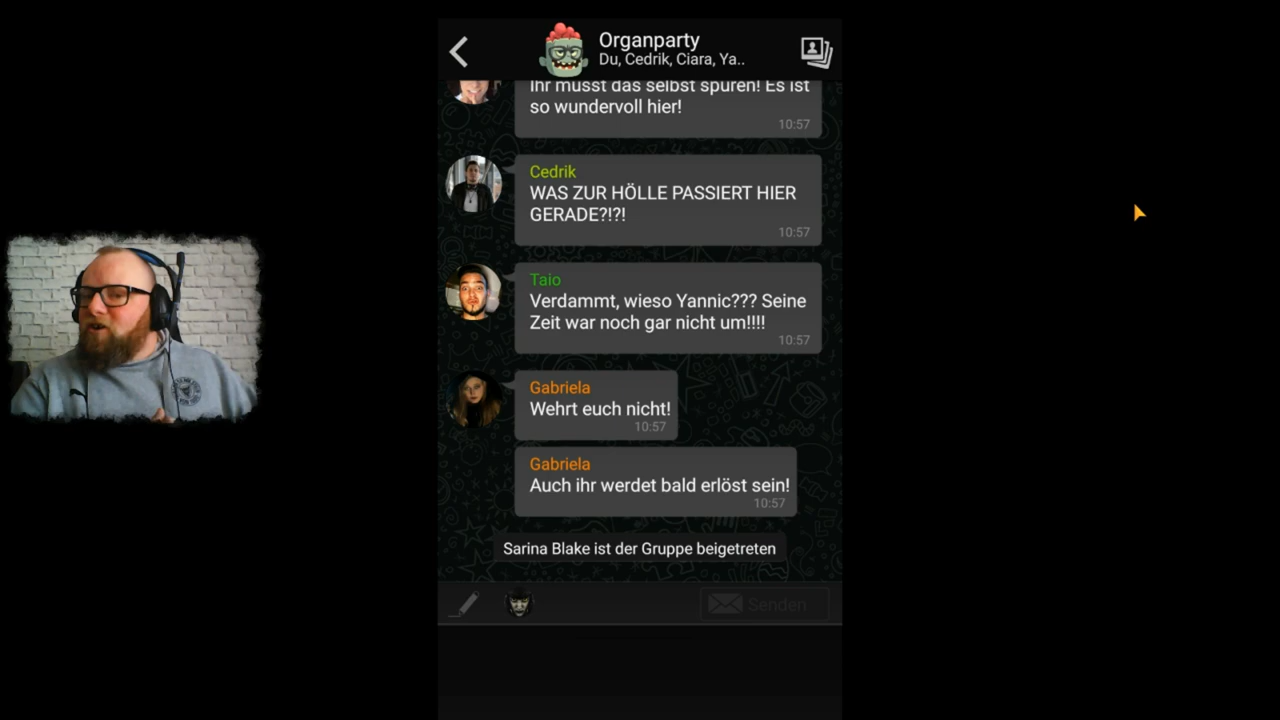 Organparty
Du, Cedrik, Ciara, Ya..
Ihr müsst das selbst spüren! Es ist
so wundervoll hier!
10:57
Cedrik
WAS ZUR HÖLLE PASSIERT HIER
GERADE?!?!
10:57
Taio
Verdammt, wieso Yannic??? Seine
Zeit war noch gar nicht um!!!!
10:57
Gabriela
Wehrt euch nicht!
10:57
Gabriela
Auch ihr werdet bald erlöst sein!
10:57
Sarina Blake ist der Gruppe beigetreten
Senden